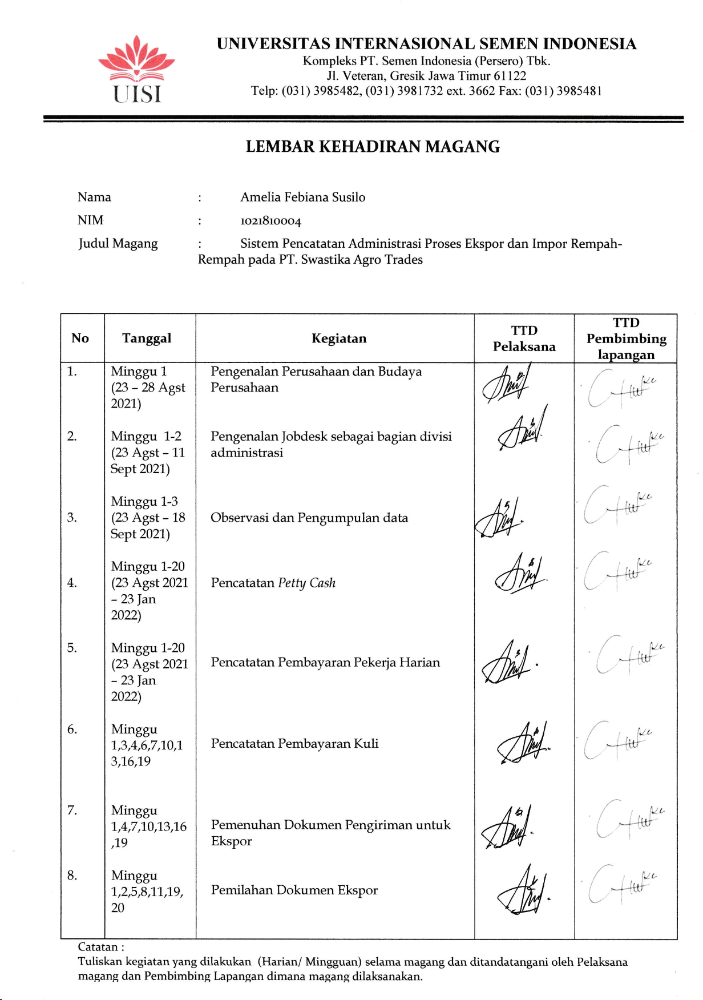 UISI
UNIVERSITAS INTERNASIONAL SEMEN INDONESIA
Kompleks PT. Semen Indonesia (Persero) Tbk.
Jl. Veteran, Gresik Jawa Timur 61122
Telp: (031) 3985482, (031) 3981732 ext. 3662 Fax: (031) 3985481
LEMBAR KEHADIRAN MAGANG
Nama : Amelia Febiana Susilo
NIM : 1021810004
Judul Magang : Sistem Pencatatan Administrasi Proses Ekspor dan Impor Rempah-
Rempah pada PT. Swastika Agro Trades
No Tanggal Kegiatan TTD Pelaksana TTD Pembimbing lapangan
1. Minggu 1 Pengenalan Perusahaan dan Budaya
(23 – 28 Agst Perusahaan
2021)
2. Minggu 1-2 Pengenalan Jobdesk sebagai bagian divisi
(23 Agst – 11 administrasi
Sept 2021)
Minggu 1-3
3. (23 Agst – 18 Observasi dan Pengumpulan data
Sept 2021)
Minggu 1-20
4. (23 Agst 2021 Pencatatan Petty Cash
– 23 Jan
2022)
5. Minggu 1-20
(23 Agst 2021 Pencatatan Pembayaran Pekerja Harian
– 23 Jan
2022)
6. Minggu
1,3,4,6,7,10,1 Pencatatan Pembayaran Kuli
3,16,19
7. Minggu
1,4,7,10,13,16 Pemenuhan Dokumen Pengiriman untuk
,19 Ekspor
8. Minggu
1,2,5,8,11,19, Pemilahan Dokumen Ekspor
20
Catatan :
Tuliskan kegiatan yang dilakukan (Harian/ Mingguan) selama magang dan ditandatangani oleh Pelaksana
magang dan Pembimbing Lapangan dimana magang dilaksanakan.